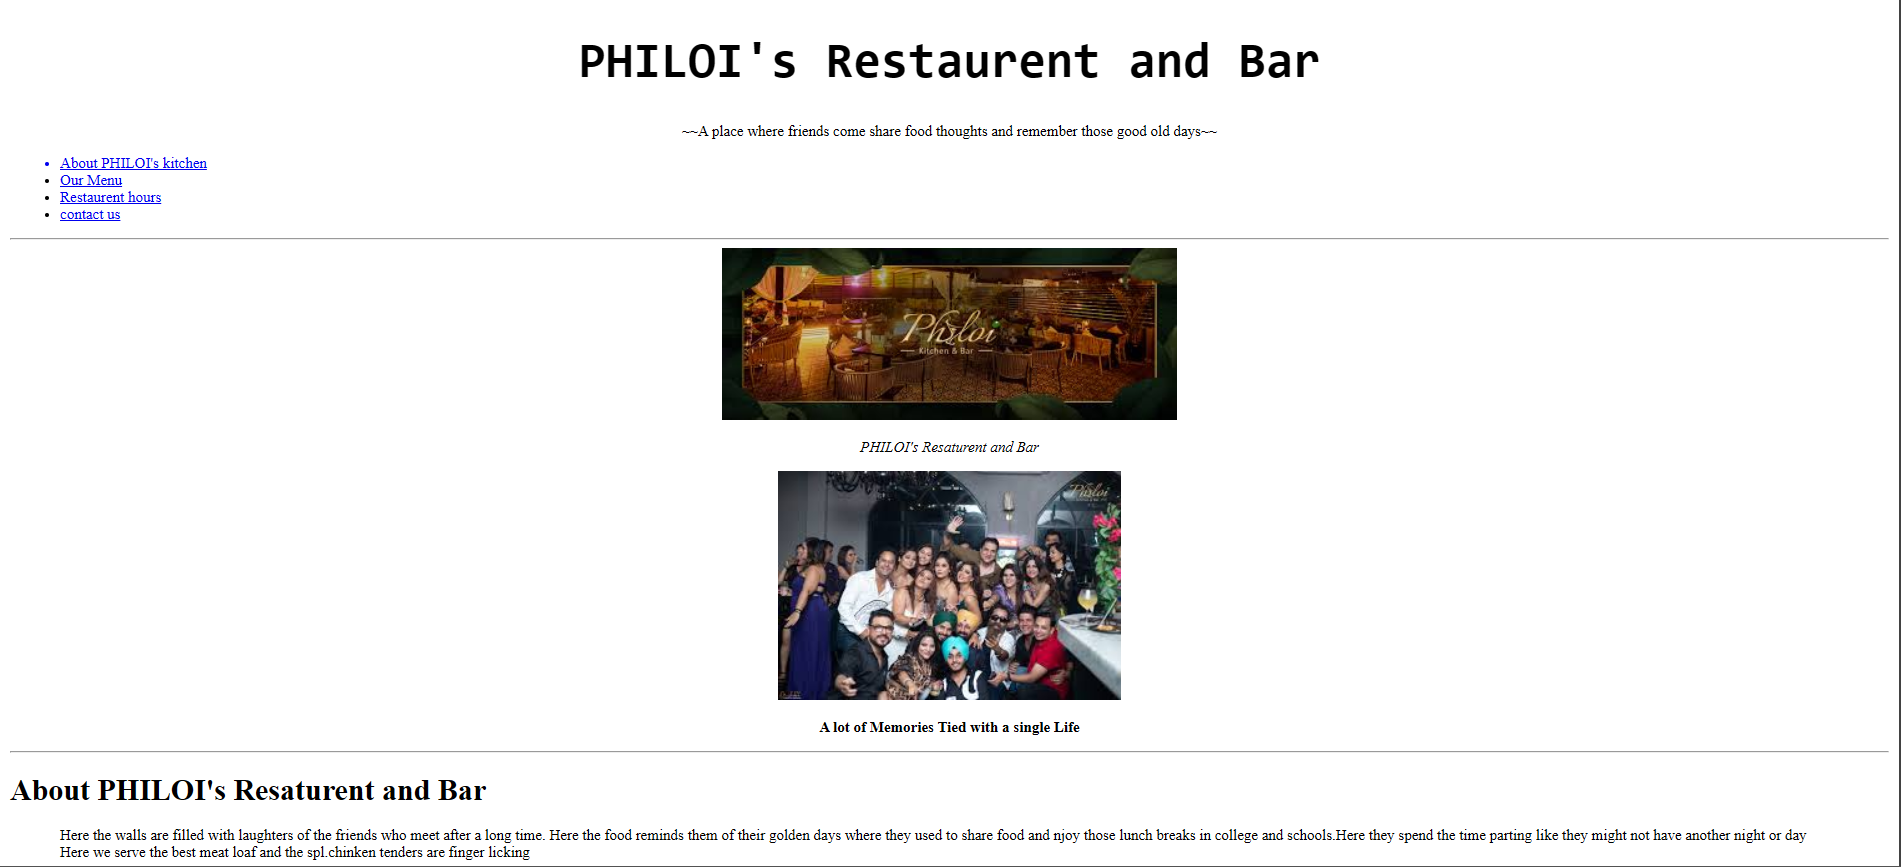 PHILOI's Restaurent and Bar
~~A place where friends come share food thoughts and remember those good old days~~
About PHILOI's kitchen
Our Menu
Restaurent hours
contact us
Philoi
Kitchen & Bar
PHILOI's Resaturent and Bar
Philoi
A lot of Memories Tied with a single Life
About PHILOI's Resaturent and Bar
Here the walls are filled with laughters of the friends who meet after a long time. Here the food reminds them of their golden days where they used to share food and njoy those lunch breaks in college and schools.Here they spend the time parting like they might not have another night or day
Here we serve the best meat loaf and the spl.chinken tenders are finger licking